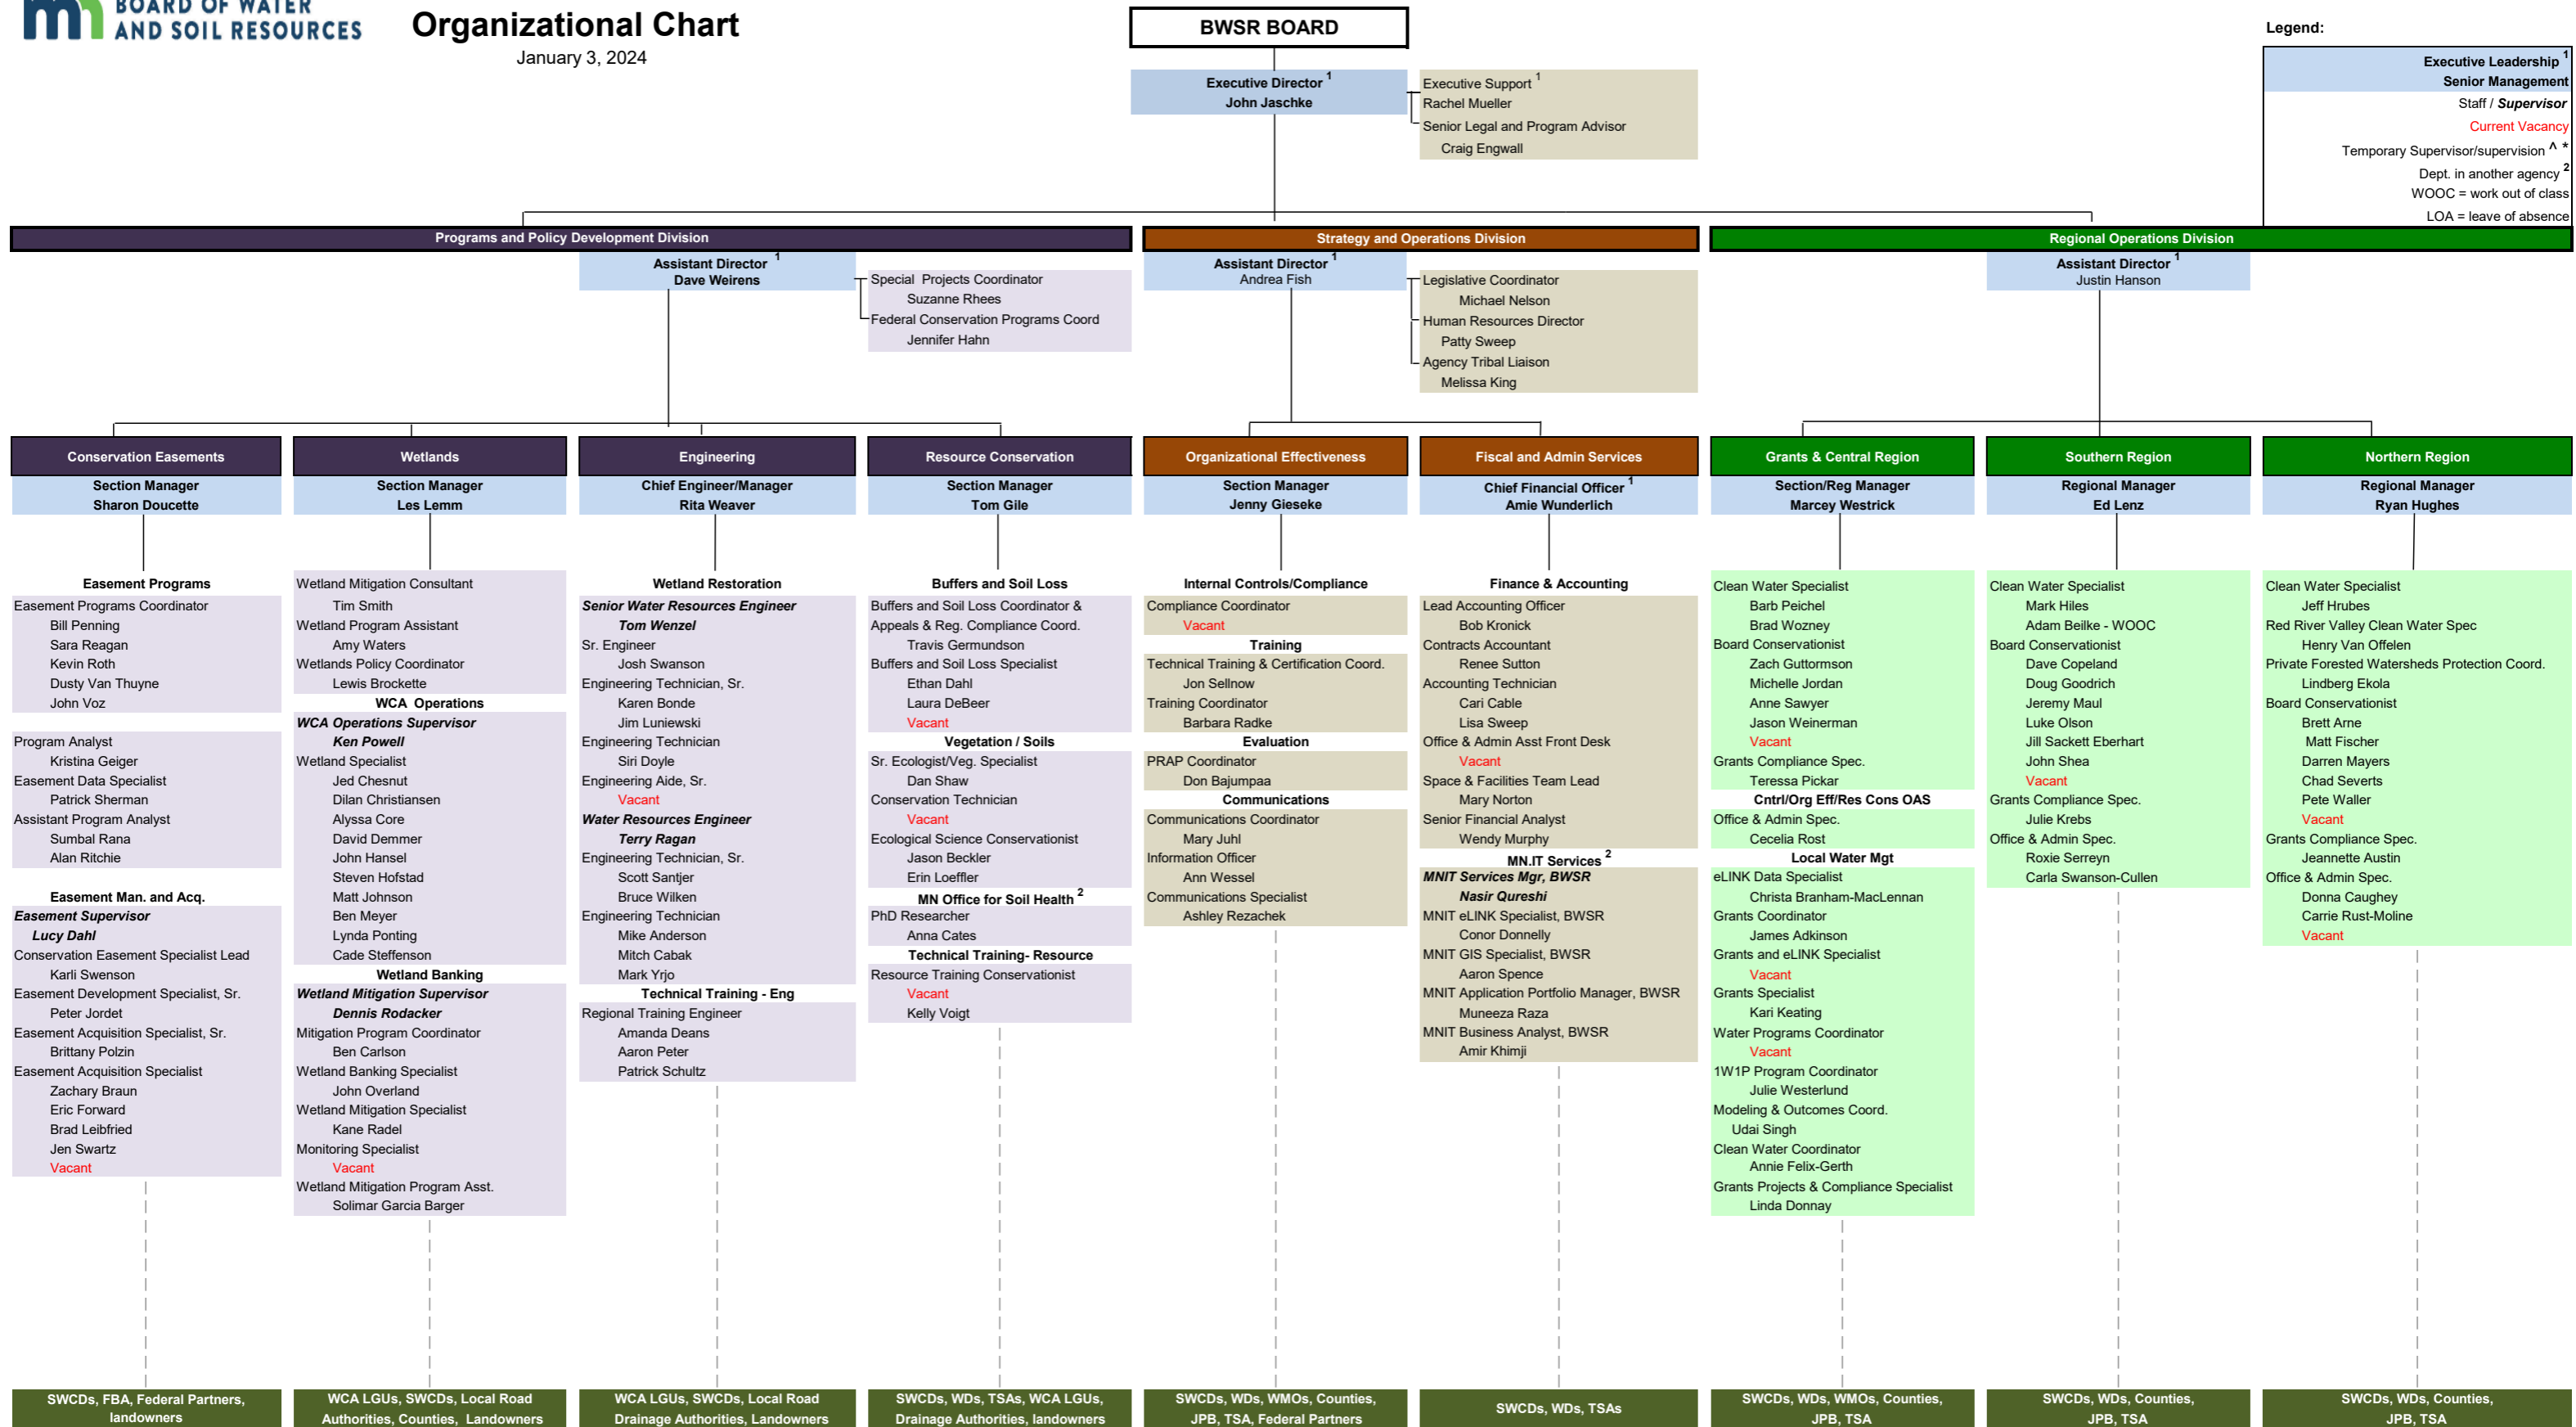 BOARD OF WATER
AND SOIL RESOURCES
Organizational Chart
January 3, 2024
BWSR BOARD
Executive Director 1
John Jaschke
Executive Support 1
Rachel Mueller
Senior Legal and Program Advisor
Craig Engwall
Legend:
Executive Leadership 1
Senior Management
Staff / Supervisor
Current Vacancy
Temporary Supervisor/supervision ^ *
Dept. in another agency 2
WOOC = work out of class
LOA = leave of absence
Programs and Policy Development Division
Assistant Director 1
Dave Weirens
Special Projects Coordinator
Suzanne Rhees
Federal Conservation Programs Coord
Jennifer Hahn
Strategy and Operations Division
Assistant Director 1
Andrea Fish
Legislative Coordinator
Michael Nelson
Human Resources Director
Patty Sweep
Agency Tribal Liaison
Melissa King
Regional Operations Division
Assistant Director 1
Justin Hanson
Conservation Easements
Section Manager
Sharon Doucette
Easement Programs
Easement Programs Coordinator
Bill Penning
Sara Reagan
Kevin Roth
Dusty Van Thuyne
John Voz
Program Analyst
Kristina Geiger
Easement Data Specialist
Patrick Sherman
Assistant Program Analyst
Sumbal Rana
Alan Ritchie
Easement Man. and Acq.
Easement Supervisor
Lucy Dahl
Conservation Easement Specialist Lead
Karli Swenson
Easement Development Specialist, Sr.
Peter Jordet
Easement Acquisition Specialist, Sr.
Brittany Polzin
Easement Acquisition Specialist
Zachary Braun
Eric Forward
Brad Leibfried
Jen Swartz
Vacant
SWCDs, FBA, Federal Partners,
landowners
Wetlands
Section Manager
Les Lemm
Wetland Mitigation Consultant
Tim Smith
Wetland Program Assistant
Amy Waters
Wetlands Policy Coordinator
Lewis Brockette
WCA Operations
WCA Operations Supervisor
Ken Powell
Wetland Specialist
Jed Chesnut
Dilan Christiansen
Alyssa Core
David Demmer
John Hansel
Steven Hofstad
Matt Johnson
Ben Meyer
Lynda Ponting
Cade Steffenson
Wetland Banking
Wetland Mitigation Supervisor
Dennis Rodacker
Mitigation Program Coordinator
Ben Carlson
Wetland Banking Specialist
John Overland
Wetland Mitigation Specialist
Kane Radel
Monitoring Specialist
Vacant
Wetland Mitigation Program Asst.
Solimar Garcia Barger
WCA LGUs, SWCDs, Local Road
Authorities, Counties, Landowners
Engineering
Chief Engineer/Manager
Rita Weaver
Wetland Restoration
Senior Water Resources Engineer
Tom Wenzel
Sr. Engineer
Josh Swanson
Engineering Technician, Sr.
Karen Bonde
Jim Luniewski
Engineering Technician
Siri Doyle
Engineering Aide, Sr.
Vacant
Water Resources Engineer
Terry Ragan
Engineering Technician, Sr.
Scott Santjer
Bruce Wilken
Engineering Technician
Mike Anderson
Mitch Cabak
Mark Yrjo
Technical Training - Eng
Regional Training Engineer
Amanda Deans
Aaron Peter
Patrick Schultz
WCA LGUs, SWCDs, Local Road
Drainage Authorities, Landowners
Resource Conservation
Section Manager
Tom Gile
Buffers and Soil Loss
Buffers and Soil Loss Coordinator &
Appeals & Reg. Compliance Coord.
Travis Germundson
Buffers and Soil Loss Specialist
Ethan Dahl
Laura DeBeer
Vacant
Vegetation / Soils
Sr. Ecologist/Veg. Specialist
Dan Shaw
Conservation Technician
Vacant
Ecological Science Conservationist
Jason Beckler
Erin Loeffler
MN Office for Soil Health 2
PhD Researcher
Anna Cates
Technical Training- Resource
Resource Training Conservationist
Vacant
Kelly Voigt
SWCDs, WDs, TSAs, WCA LGUs,
Drainage Authorities, landowners
Organizational Effectiveness
Section Manager
Jenny Gieseke
Internal Controls/Compliance
Compliance Coordinator
Vacant
Training
Technical Training & Certification Coord.
Jon Sellnow
Training Coordinator
Barbara Radke
Evaluation
PRAP Coordinator
Don Bajumpaa
Communications
Communications Coordinator
Mary Juhl
Information Officer
Ann Wessel
Communications Specialist
Ashley Rezachek
SWCDs, WDs, WMOs, Counties,
JPB, TSA, Federal Partners
Fiscal and Admin Services
Chief Financial Officer 1
Amie Wunderlich
Finance & Accounting
Lead Accounting Officer
Bob Kronick
Contracts Accountant
Renee Sutton
Accounting Technician
Cari Cable
Lisa Sweep
Office & Admin Asst Front Desk
Vacant
Space & Facilities Team Lead
Mary Norton
Senior Financial Analyst
Wendy Murphy
MN.IT Services 2
MNIT Services Mgr, BWSR
Nasir Qureshi
MNIT eLINK Specialist, BWSR
Conor Donnelly
MNIT GIS Specialist, BWSR
Aaron Spence
MNIT Application Portfolio Manager, BWSR
Muneeza Raza
MNIT Business Analyst, BWSR
Amir Khimji
SWCDs, WDs, TSAs
Grants & Central Region
Section/Reg Manager
Marcey Westrick
Clean Water Specialist
Barb Peichel
Brad Wozney
Board Conservationist
Zach Guttormson
Michelle Jordan
Anne Sawyer
Jason Weinerman
Vacant
Grants Compliance Spec.
Teressa Pickar
Cntrl/Org Eff/Res Cons OAS
Office & Admin Spec.
Cecelia Rost
Local Water Mgt
eLINK Data Specialist
Christa Branham-MacLennan
Grants Coordinator
James Adkinson
Grants and eLINK Specialist
Vacant
Grants Specialist
Kari Keating
Water Programs Coordinator
Vacant
1W1P Program Coordinator
Julie Westerlund
Modeling & Outcomes Coord.
Udai Singh
Clean Water Coordinator
Annie Felix-Gerth
Grants Projects & Compliance Specialist
Linda Donnay
SWCDs, WDs, WMOs, Counties,
JPB, TSA
Southern Region
Regional Manager
Ed Lenz
Clean Water Specialist
Mark Hiles
Adam Beilke - WOOC
Board Conservationist
Dave Copeland
Doug Goodrich
Jeremy Maul
Luke Olson
Jill Sackett Eberhart
John Shea
Vacant
Grants Compliance Spec.
Julie Krebs
Office & Admin Spec.
Roxie Serreyn
Carla Swanson-Cullen
SWCDs, WDs, Counties,
JPB, TSA
Northern Region
Regional Manager
Ryan Hughes
Clean Water Specialist
Jeff Hrubes
Red River Valley Clean Water Spec
Henry Van Offelen
Private Forested Watersheds Protection Coord.
Lindberg Ekola
Board Conservationist
Brett Arne
Matt Fischer
Darren Mayers
Chad Severts
Pete Waller
Vacant
Grants Compliance Spec.
Jeannette Austin
Office & Admin Spec.
Donna Caughey
Carrie Rust-Moline
Vacant
SWCDs, WDs, Counties,
JPB, TSA